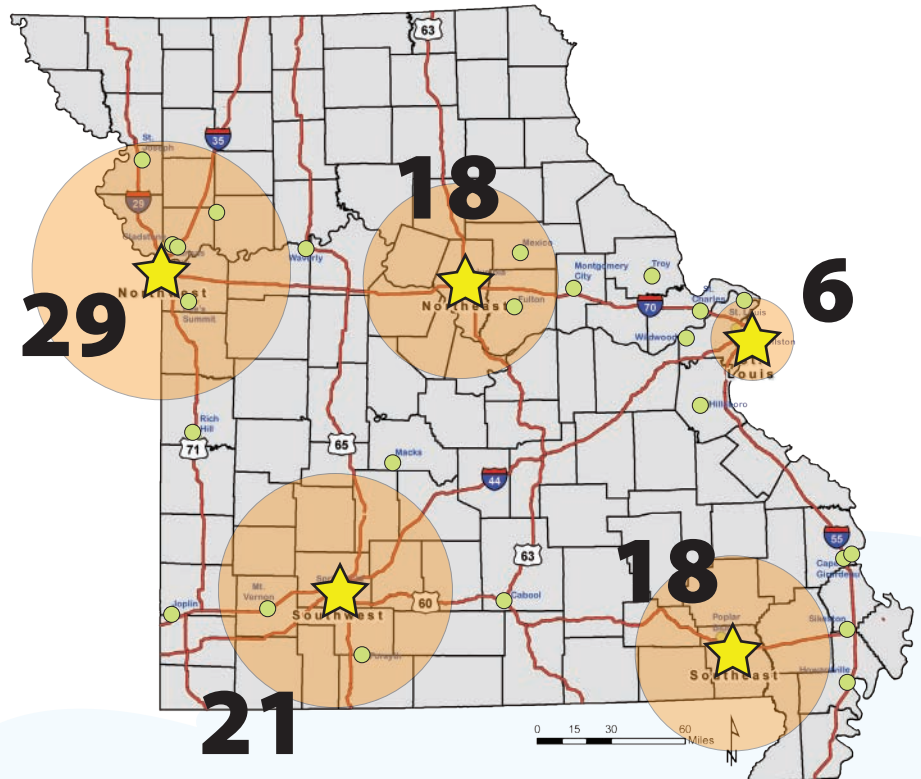 63
35
St.
Joseph
29
18
Mexico
Gladstone
Waverly
Montgomery
City
Troy
6
St.
Charles
Northwest
Northeast
Fulton
70
St. Louis
29
Summit
Wildwood
Louis
Hillsboro
Rich
Hill
71
65
Macks
44
55
63
18
Cape
Girardeau
Mt.
Vernon
Joplin
60
Cabool
Poplar
Sikeston
Southwest
Forsyth
Southeast
21
0 15 30 60
Miles
N